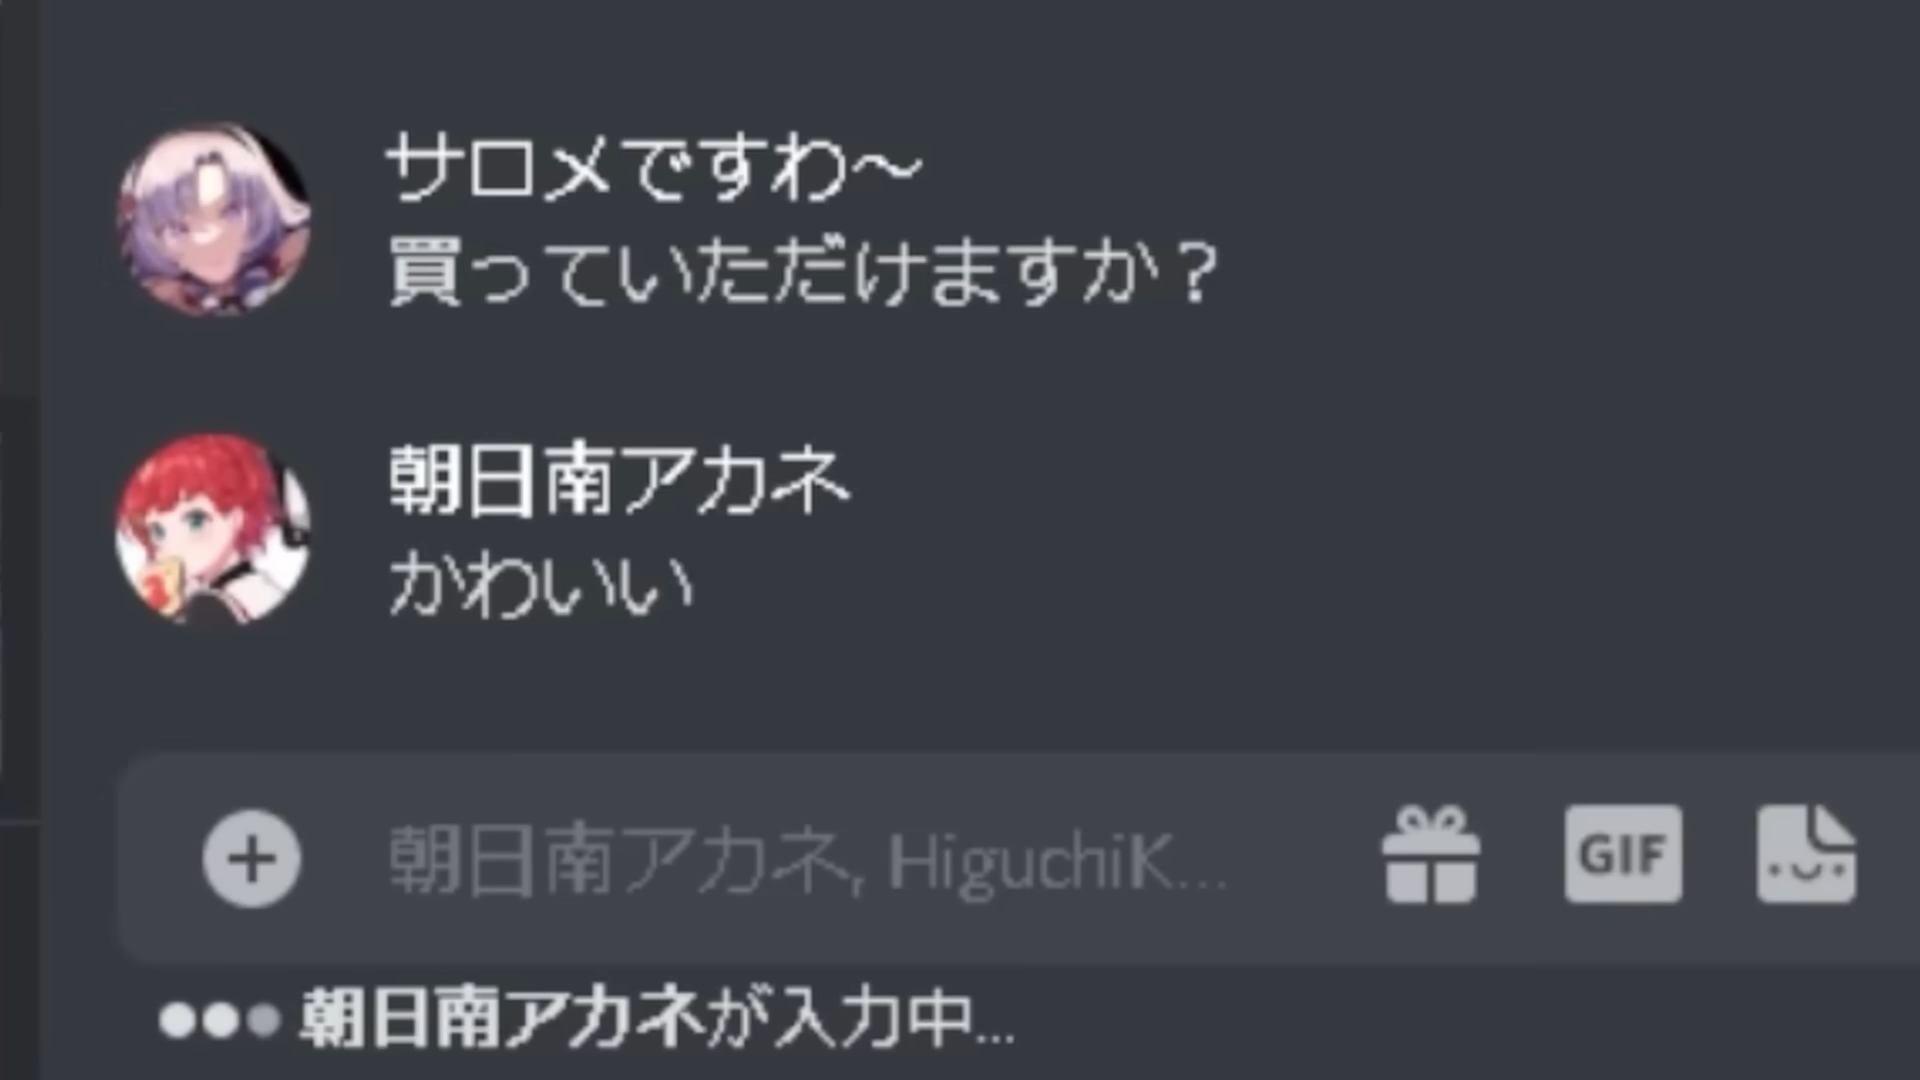 サロメですわ～
買っていただけますか？
朝日南アカネ
かわいい
朝日南アカネ, HiguchiK...
GIF
朝日南アカネが入力中...